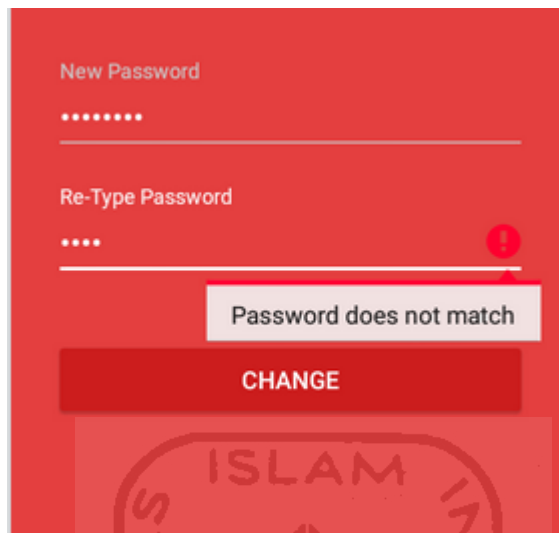 New Password
••••••••
Re-Type Password
••••
Password does not match
CHANGE
ISLAM